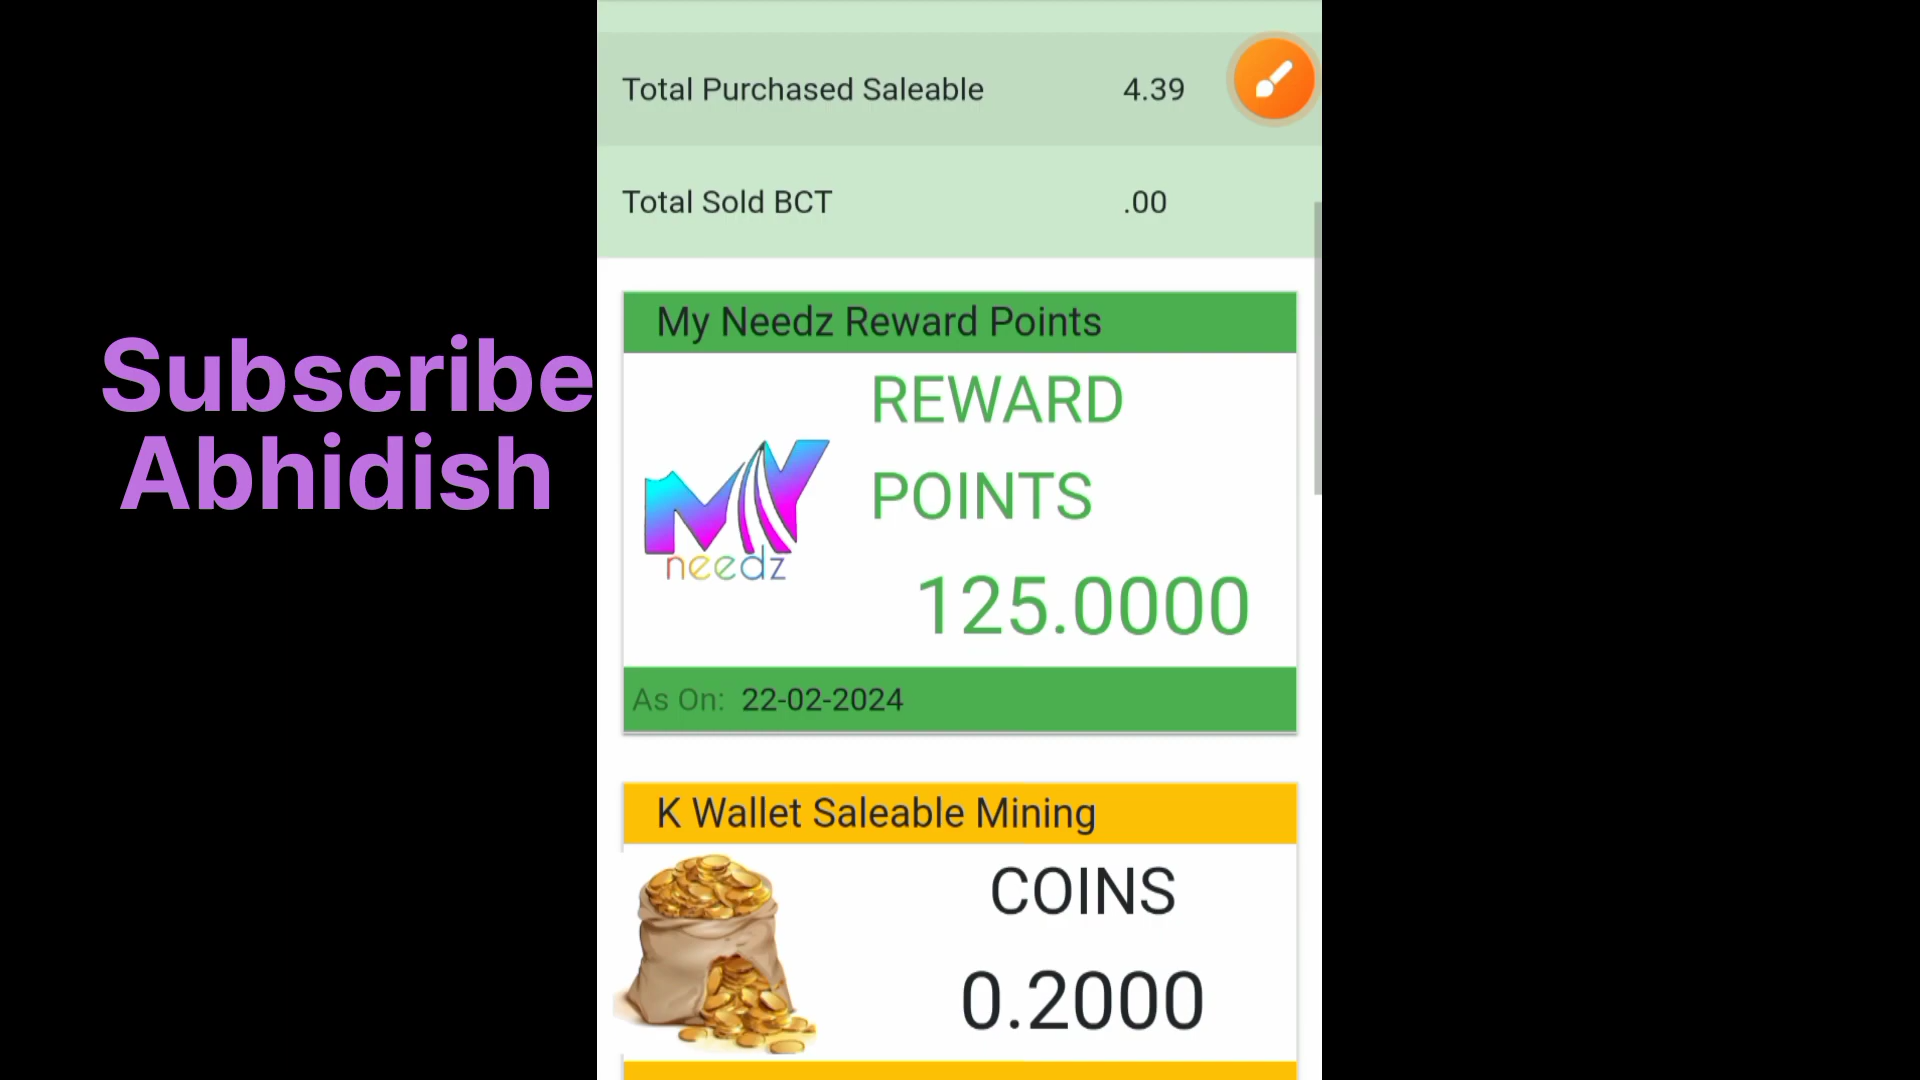 Subscribe
Abhidish
Total Purchased Saleable 4.39
Total Sold BCT .00
My Needz Reward Points
REWARD
POINTS
MY
needz
125.0000
As On: 22-02-2024
K Wallet Saleable Mining
COINS
0.2000